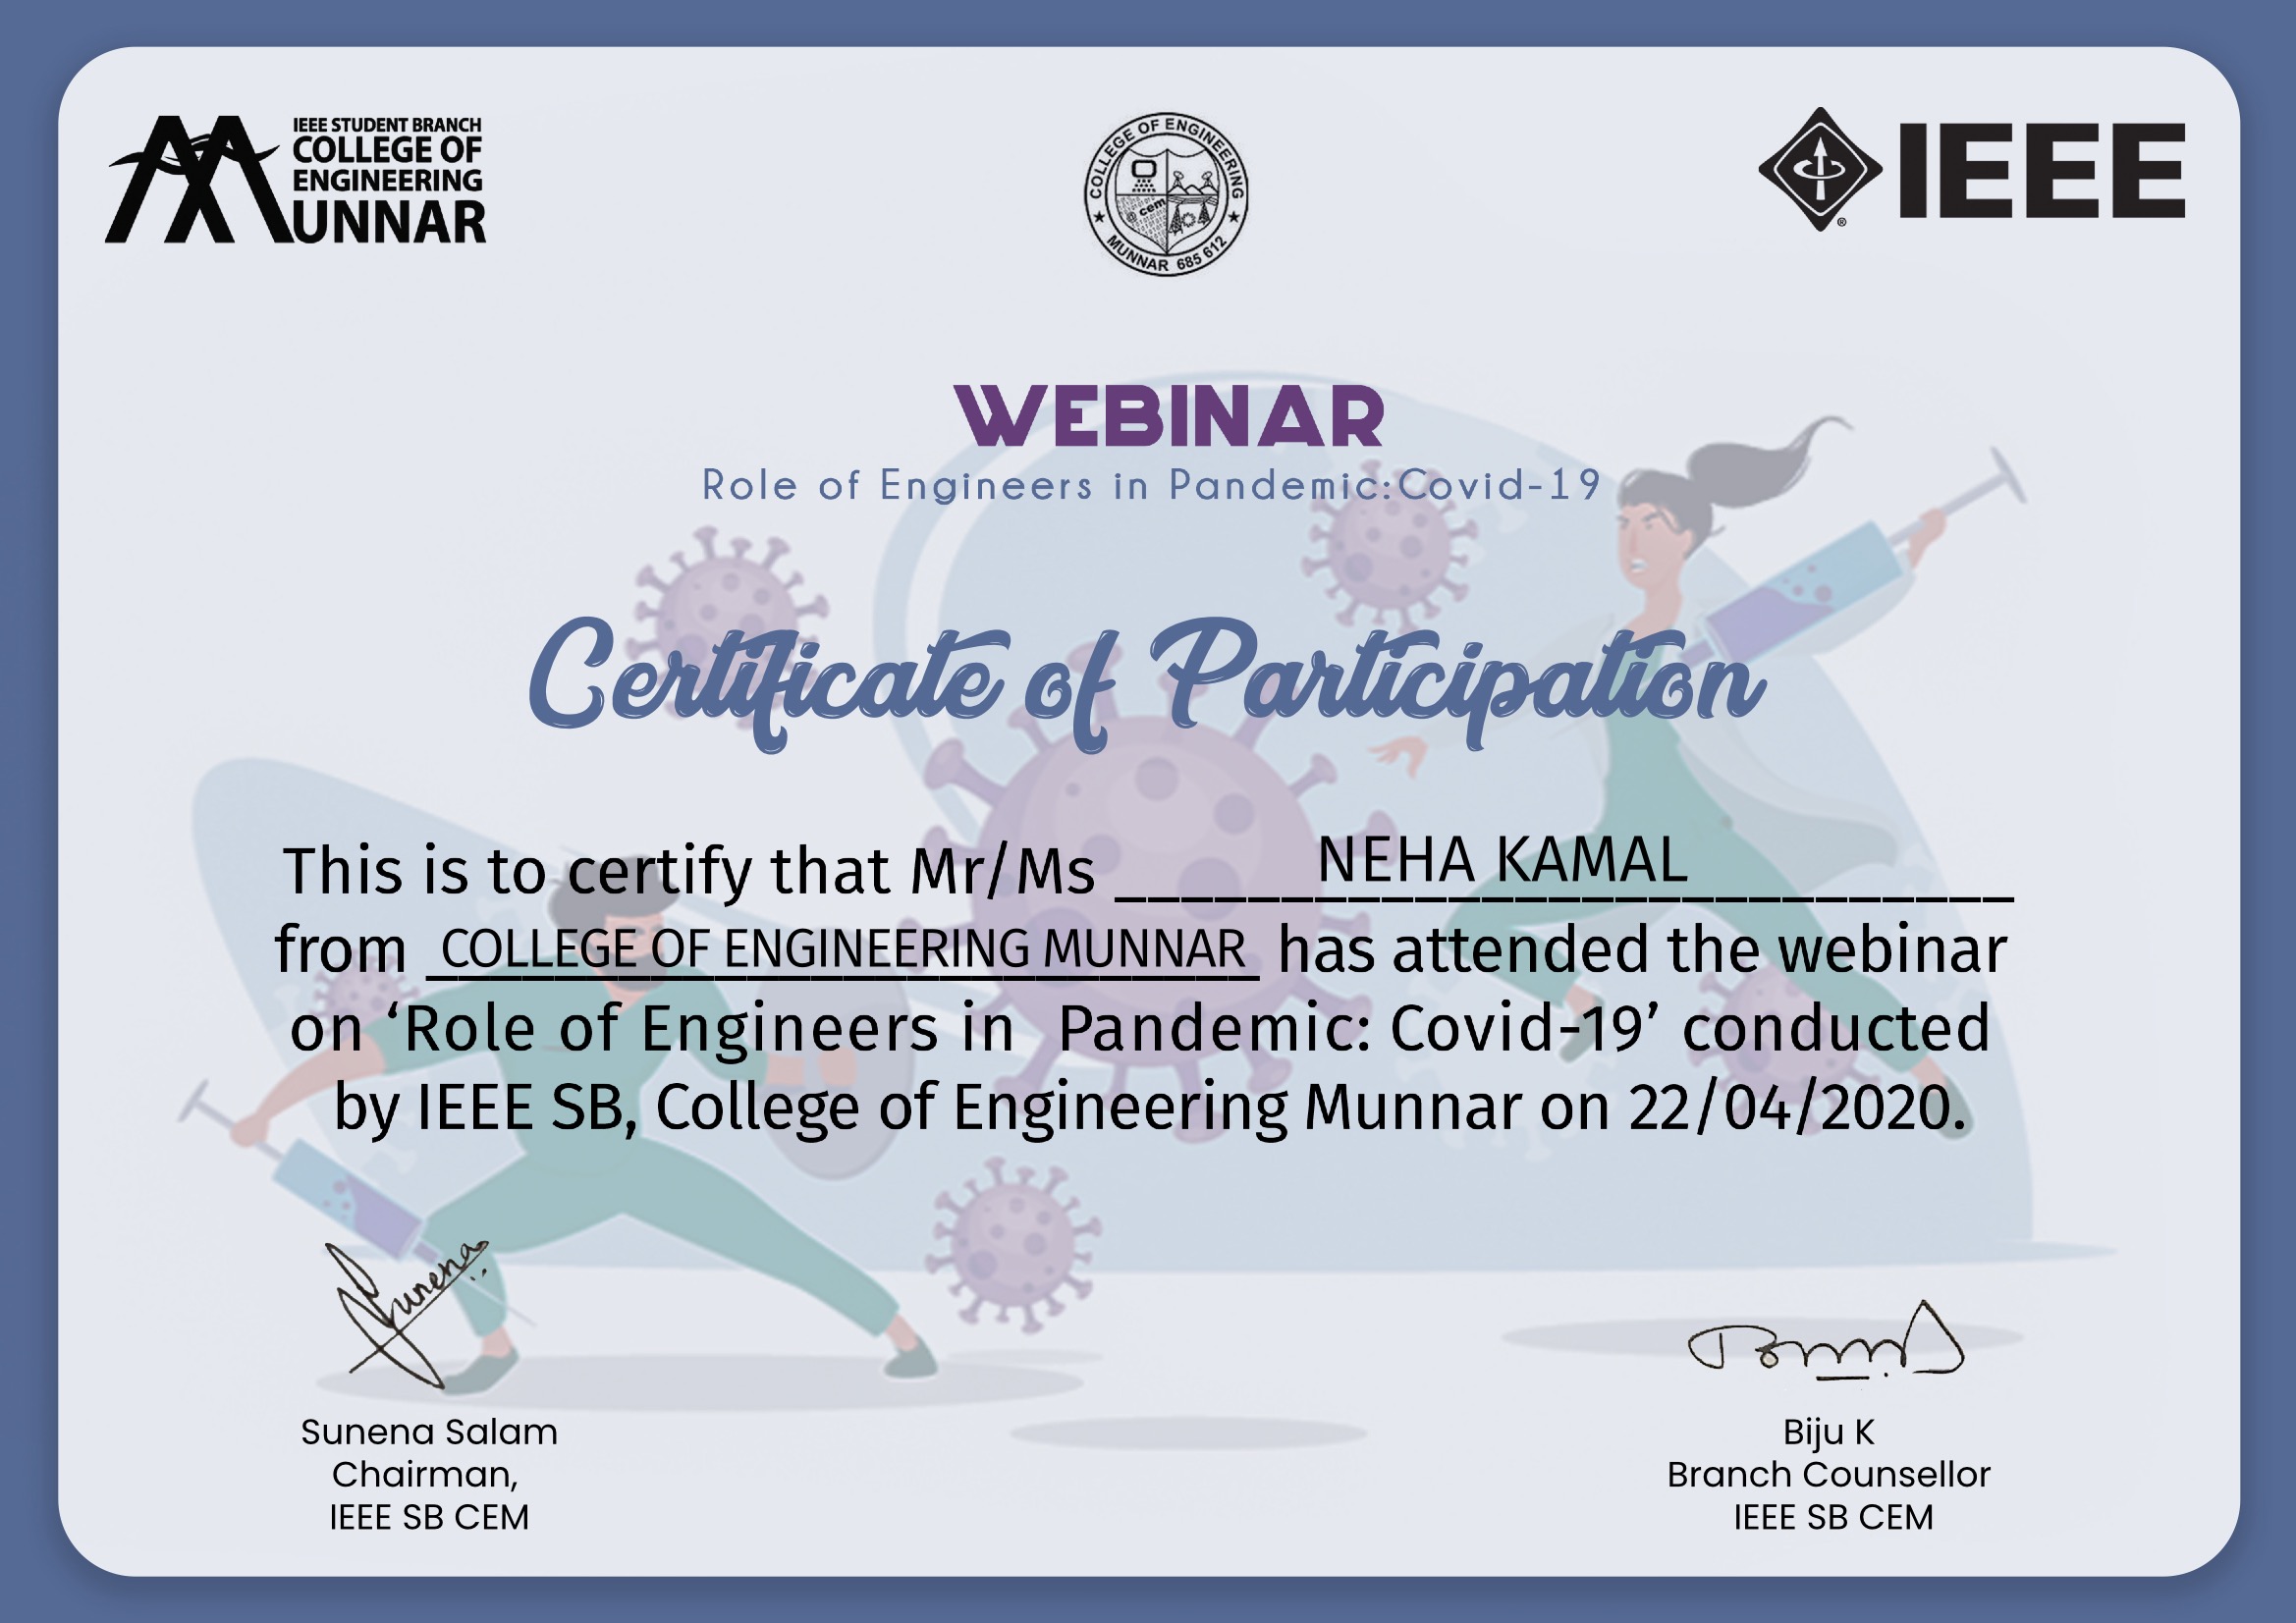 IEEE STUDENT BRANCH
COLLEGE OF
ENGINEERING
MUNNAR
COLLEGE OF ENGINEERING
@ cem
MUNNAR 685 612
® IEEE
WEBINAR
Role of Engineers in Pandemic:Covid-19
Certificate of Participation
This is to certify that Mr/Ms NEHA KAMAL
from COLLEGE OF ENGINEERING MUNNAR has attended the webinar
on ‘Role of Engineers in Pandemic: Covid-19’ conducted
by IEEE SB, College of Engineering Munnar on 22/04/2020.
Sunena
Sunena Salam
Chairman,
IEEE SB CEM
Biju K
Branch Counsellor
IEEE SB CEM